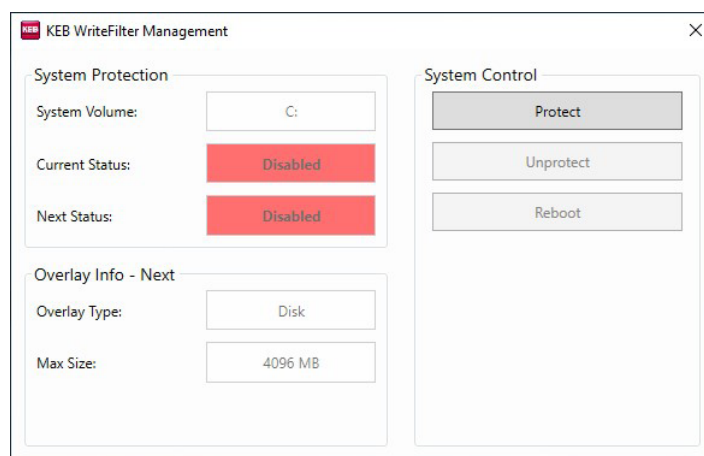 KEB KEB WriteFilter Management
System Protection
System Volume: C:
Current Status: Disabled
Next Status: Disabled
Overlay Info - Next
Overlay Type: Disk
Max Size: 4096 MB
System Control
Protect
Unprotect
Reboot